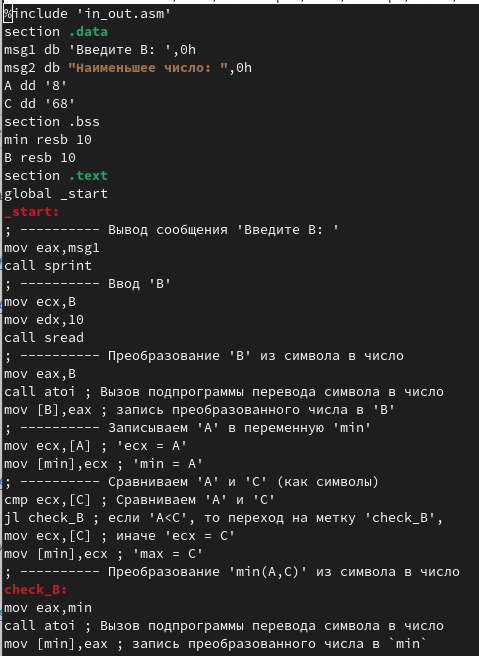 %include 'in_out.asm'
section .data
msg1 db 'Введите B: ',0h
msg2 db "Наименьшее число: ",0h
A dd '8'
C dd '68'
section .bss
min resb 10
B resb 10
section .text
global _start
_start:
; ---------- Вывод сообщения 'Введите B: '
mov eax,msg1
call sprint
; ---------- Ввод 'B'
mov ecx,B
mov edx,10
call sread
; ---------- Преобразование 'B' из символа в число
mov eax,B
call atoi ; Вызов подпрограммы перевода символа в число
mov [B],eax ; запись преобразованного числа в 'B'
; ---------- Записываем 'A' в переменную 'min'
mov ecx,[A] ; 'ecx = A'
mov [min],ecx ; 'min = A'
; ---------- Сравниваем 'A' и 'C' (как символы)
cmp ecx,[C] ; Сравниваем 'A' и 'C'
jl check_B ; если 'A<C', то переход на метку 'check_B',
mov ecx,[C] ; иначе 'ecx = C'
mov [min],ecx ; 'max = C'
; ---------- Преобразование 'min(A,C)' из символа в число
check_B:
mov eax,min
call atoi ; Вызов подпрограммы перевода символа в число
mov [min],eax ; запись преобразованного числа в `min`